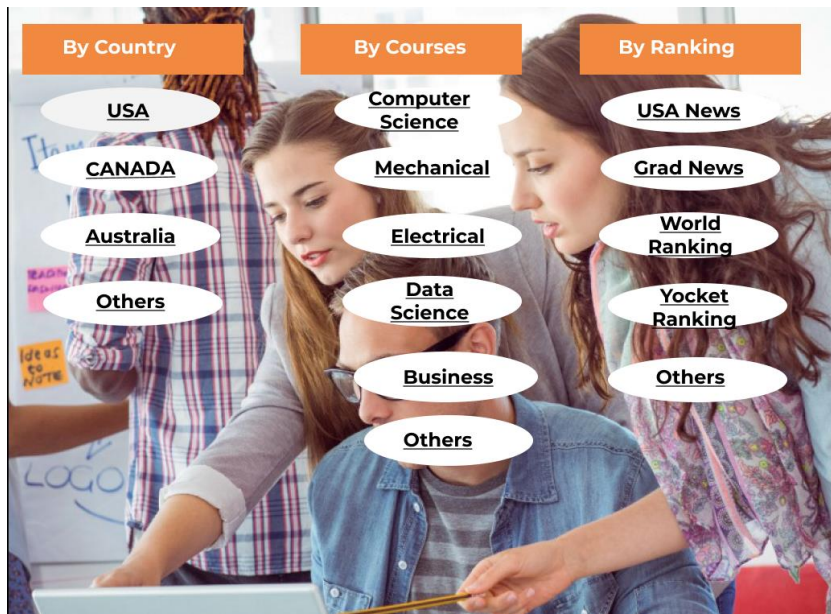 By Country
USA
CANADA
Australia
Others
By Courses
Computer
Science
Mechanical
Electrical
Data
Science
Business
Others
By Ranking
USA News
Grad News
World
Ranking
Yocket
Ranking
Others
Ideas
to
NOTE
LOGO